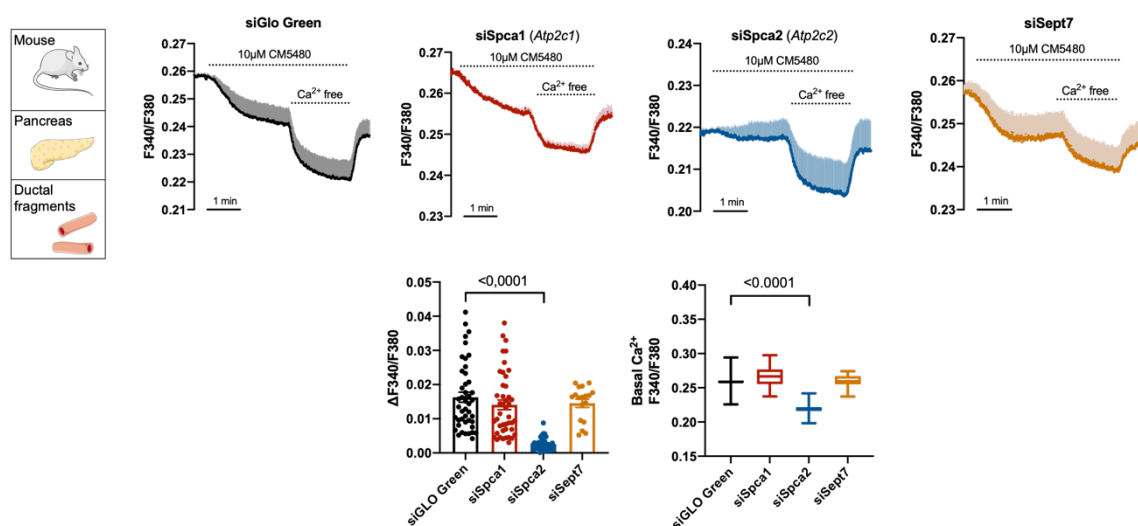 Mouse
Pancreas
Ductal
fragments
siGlo Green
0.27
0.26
0.25
0.24
0.23
0.22
0.21
F340/F380
10µM CM5480
Ca²⁺ free
1 min
siSpca1 (Atp2c1)
0.27
0.26
0.25
0.24
0.23
F340/F380
10µM CM5480
Ca²⁺ free
1 min
siSpca2 (Atp2c2)
0.24
0.23
0.22
0.21
0.20
F340/F380
10µM CM5480
Ca²⁺ free
1 min
siSept7
0.27
0.26
0.25
0.24
0.23
F340/F380
10µM CM5480
Ca²⁺ free
1 min
<0,0001
0.05
0.04
0.03
0.02
0.01
0.00
ΔF340/F380
siGLO Green
siSpca1
siSpca2
siSept7
<0.0001
0.40
0.35
0.30
0.25
0.20
0.15
Basal Ca²⁺
F340/F380
siGLO Green
siSpca1
siSpca2
siSept7